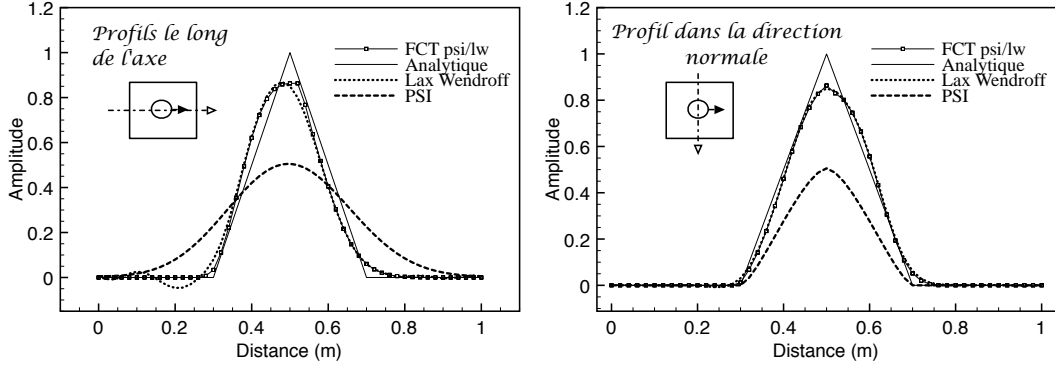 Profils le long
de l'axe
FCT psi/lw
Analytique
Lax Wendroff
PSI
Amplitude
1.2
1
0.8
0.6
0.4
0.2
0
0
0.2
0.4
0.6
0.8
1
Distance (m)
Profil dans la direction
normale
FCT psi/lw
Analytique
Lax Wendroff
PSI
Amplitude
1.2
1
0.8
0.6
0.4
0.2
0
0
0.2
0.4
0.6
0.8
1
Distance (m)